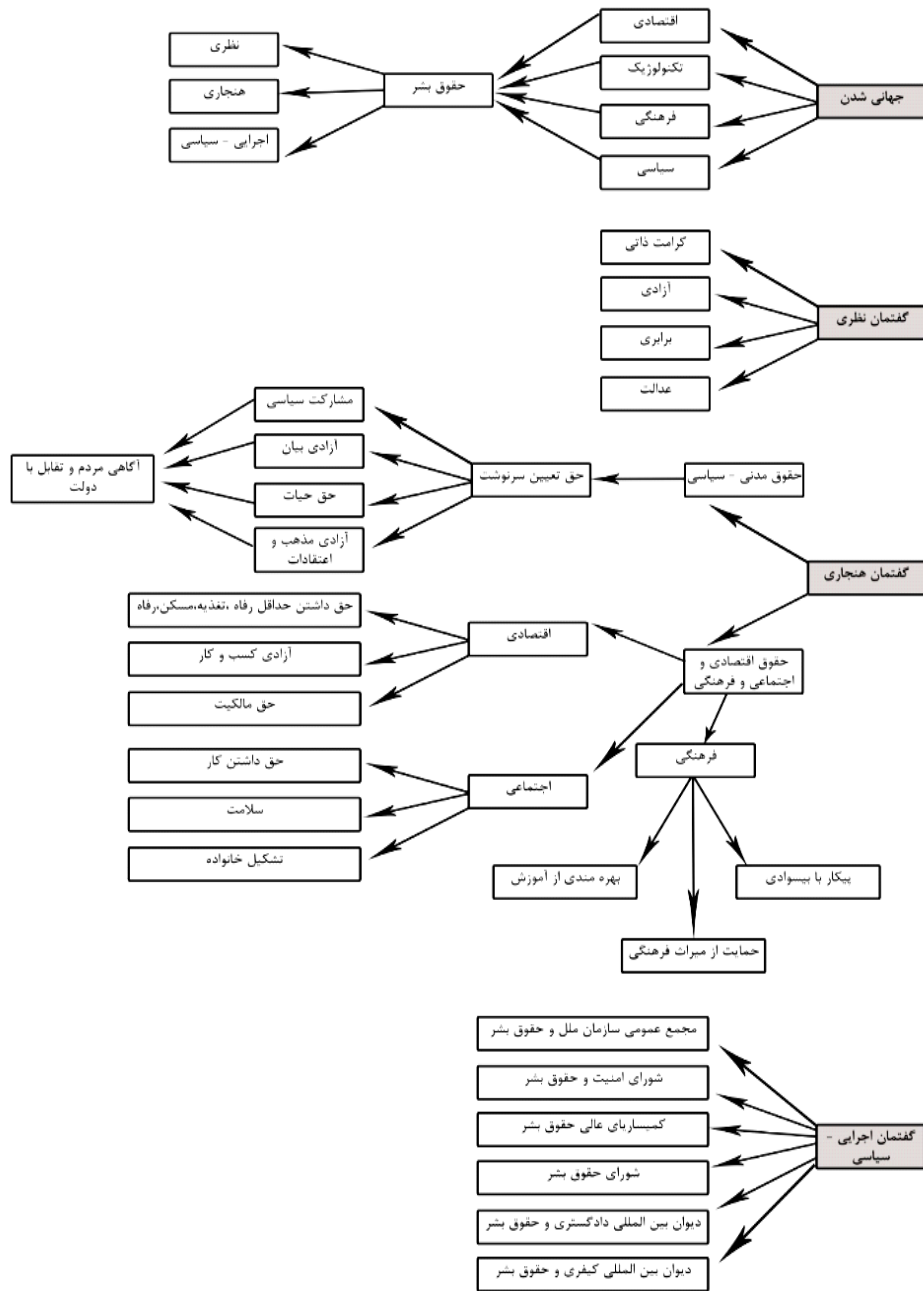 جهانی شدن
اقتصادی
تکنولوژیک
فرهنگی
سیاسی
حقوق بشر
نظری
هنجاری
اجرایی - سیاسی
گفتمان نظری
کرامت ذاتی
آزادی
برابری
عدالت
گفتمان هنجاری
حقوق مدنی - سیاسی
حق تعیین سرنوشت
مشارکت سیاسی
آزادی بیان
حق حیات
آزادی مذهب و
اعتقادات
آگاهی مردم و تقابل با
دولت
حقوق اقتصادی و
اجتماعی و فرهنگی
اقتصادی
حق داشتن حداقل رفاه ،تغذیه،مسکن،رفاه
آزادی کسب و کار
حق مالکیت
اجتماعی
حق داشتن کار
سلامت
تشکیل خانواده
فرهنگی
پیکار با بیسوادی
حمایت از میراث فرهنگی
بهره مندی از آموزش
گفتمان اجرایی -
سیاسی
مجمع عمومی سازمان ملل و حقوق بشر
شورای امنیت و حقوق بشر
کمیساریای عالی حقوق بشر
شورای حقوق بشر
دیوان بین المللی دادگستری و حقوق بشر
دیوان بین المللی کیفری و حقوق بشر